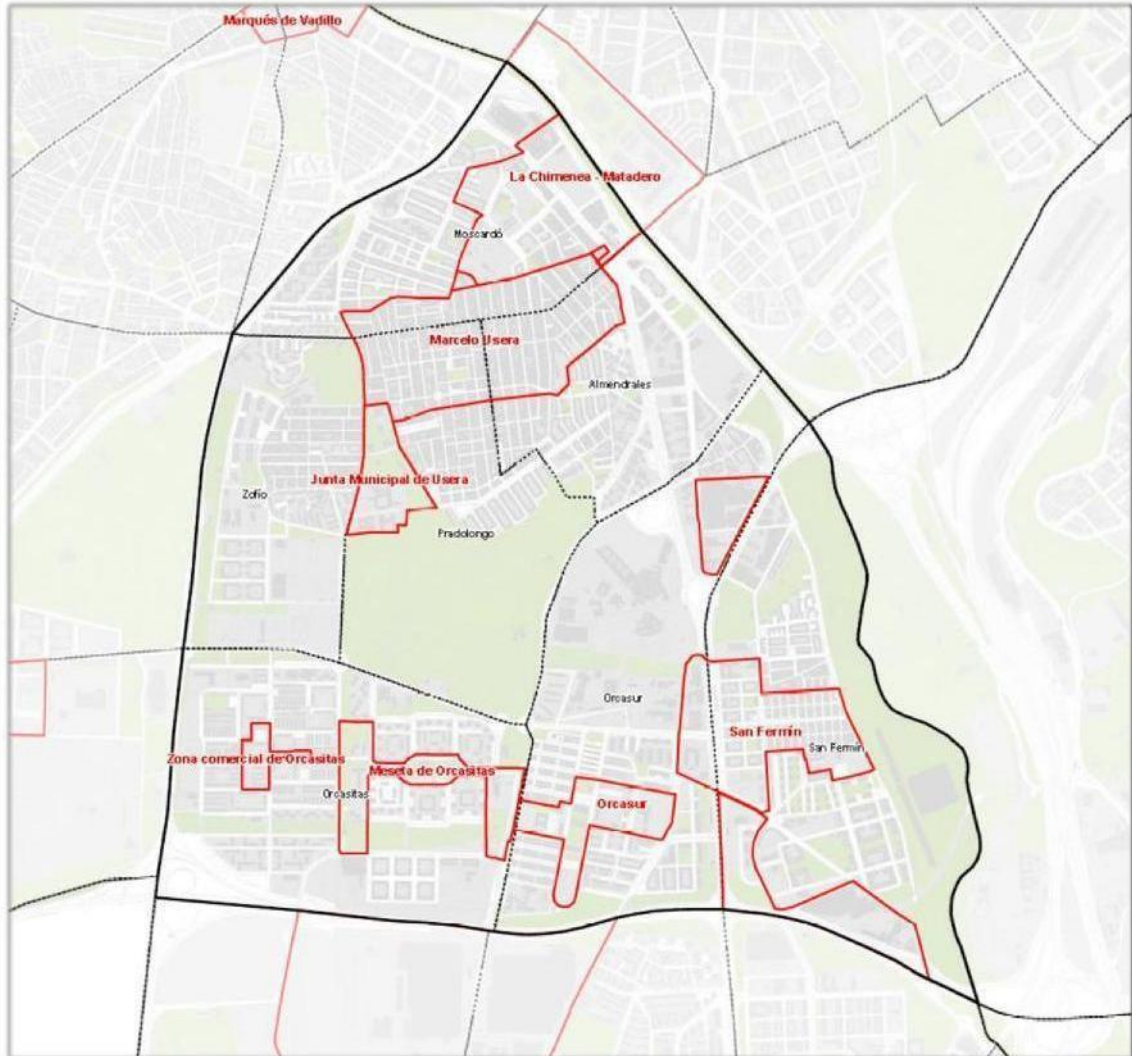 Marqués de Vadillo
La Chimenea - Matadero
Moscardó
Marcelo Usera
Almendrales
Junta Municipal de Usera
Zofío
Pradolongo
Orcasur
San Fermín
San Fermín
Zona comercial de Orcasitas
Meseta de Orcasitas
Orcasitas
Orcasur